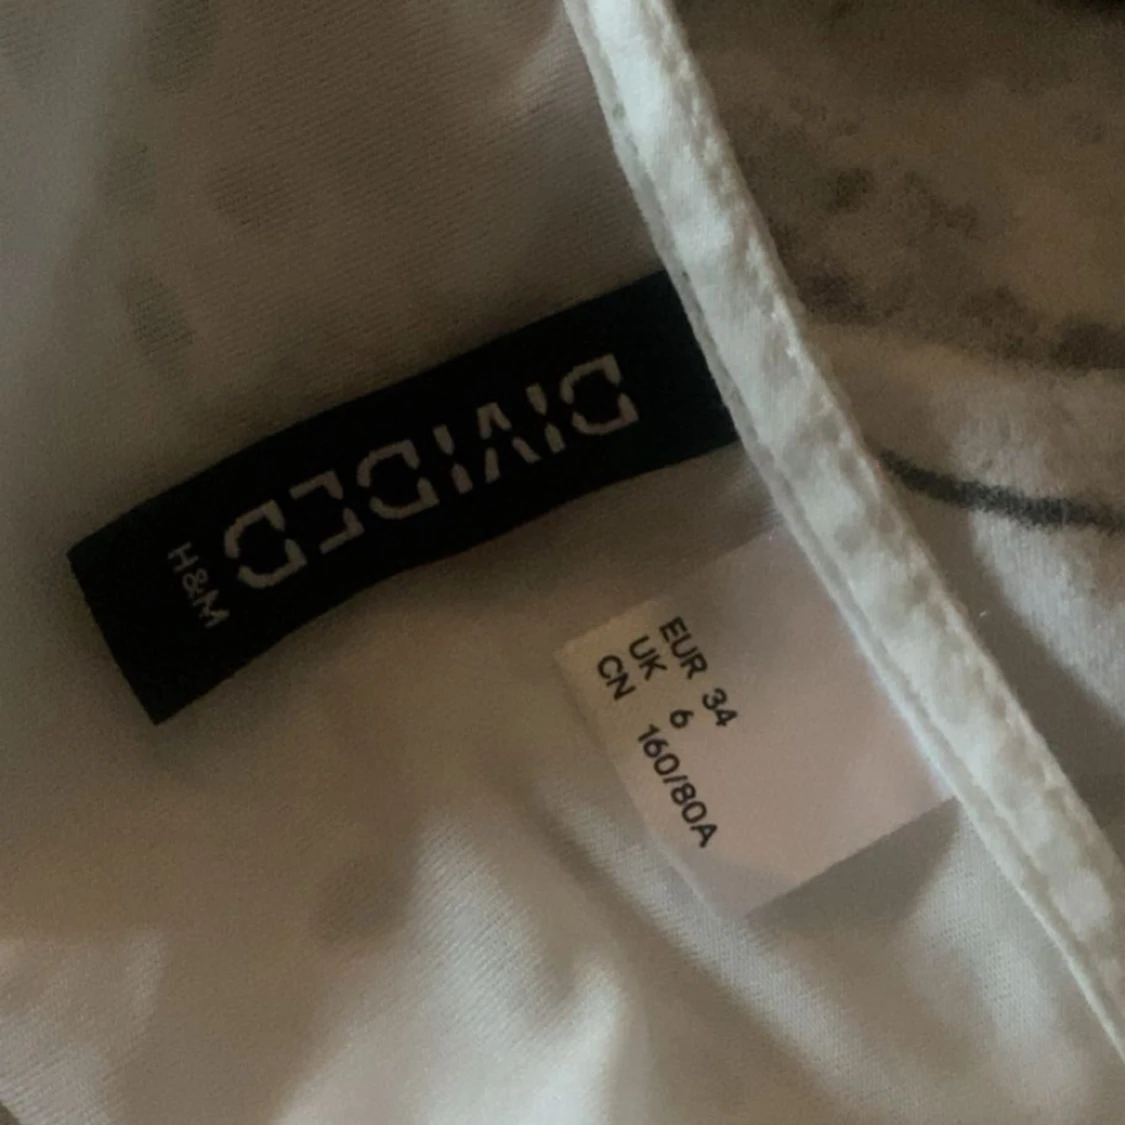 DIVIDED
H&M
EUR 34
UK 6
CN 160/80A